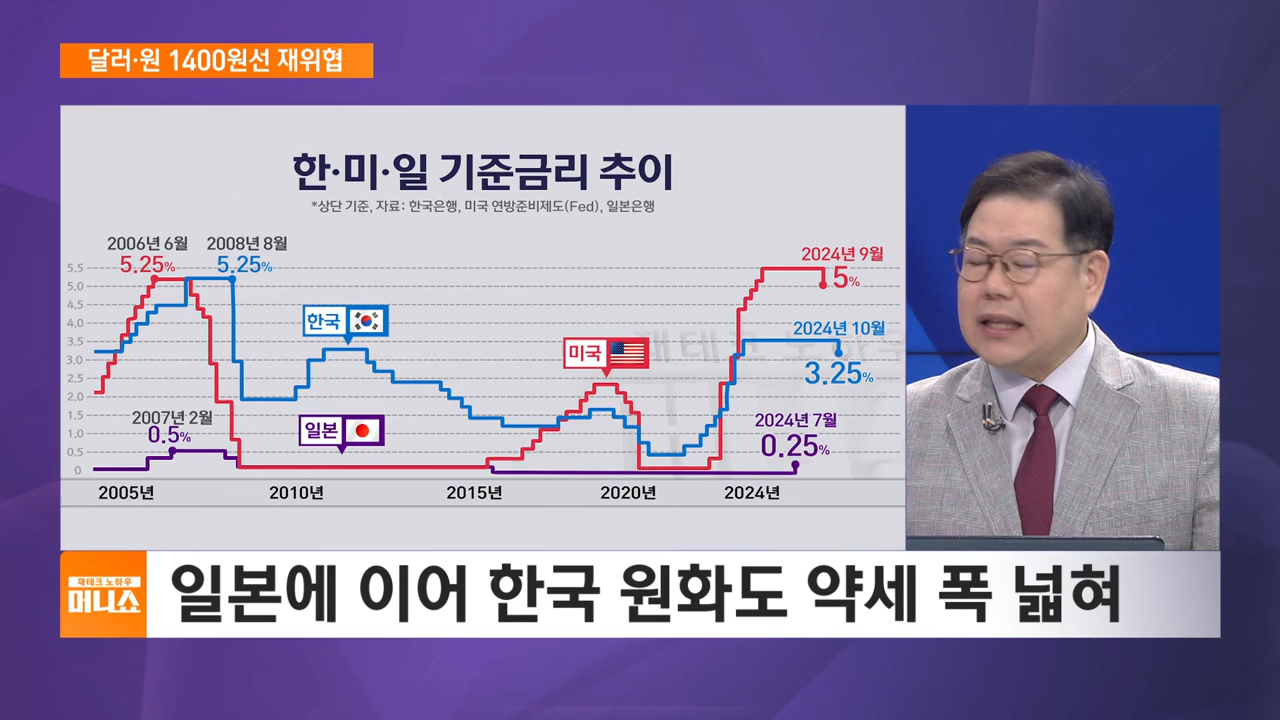 달러·원 1400원선 재위협
한·미·일 기준금리 추이
*상단 기준, 자료: 한국은행, 미국 연방준비제도(Fed), 일본은행
2006년 6월
5.25%
2008년 8월
5.25%
2024년 9월
5%
5.5
5.0
4.5
4.0
3.5
3.0
2.5
2.0
1.5
1.0
0.5
0
한국
미국
재테크 노하우
2024년 10월
3.25%
2007년 2월
0.5%
일본
2024년 7월
0.25%
2005년
2010년
2015년
2020년
2024년
재테크 노하우
머니쇼
일본에 이어 한국 원화도 약세 폭 넓혀